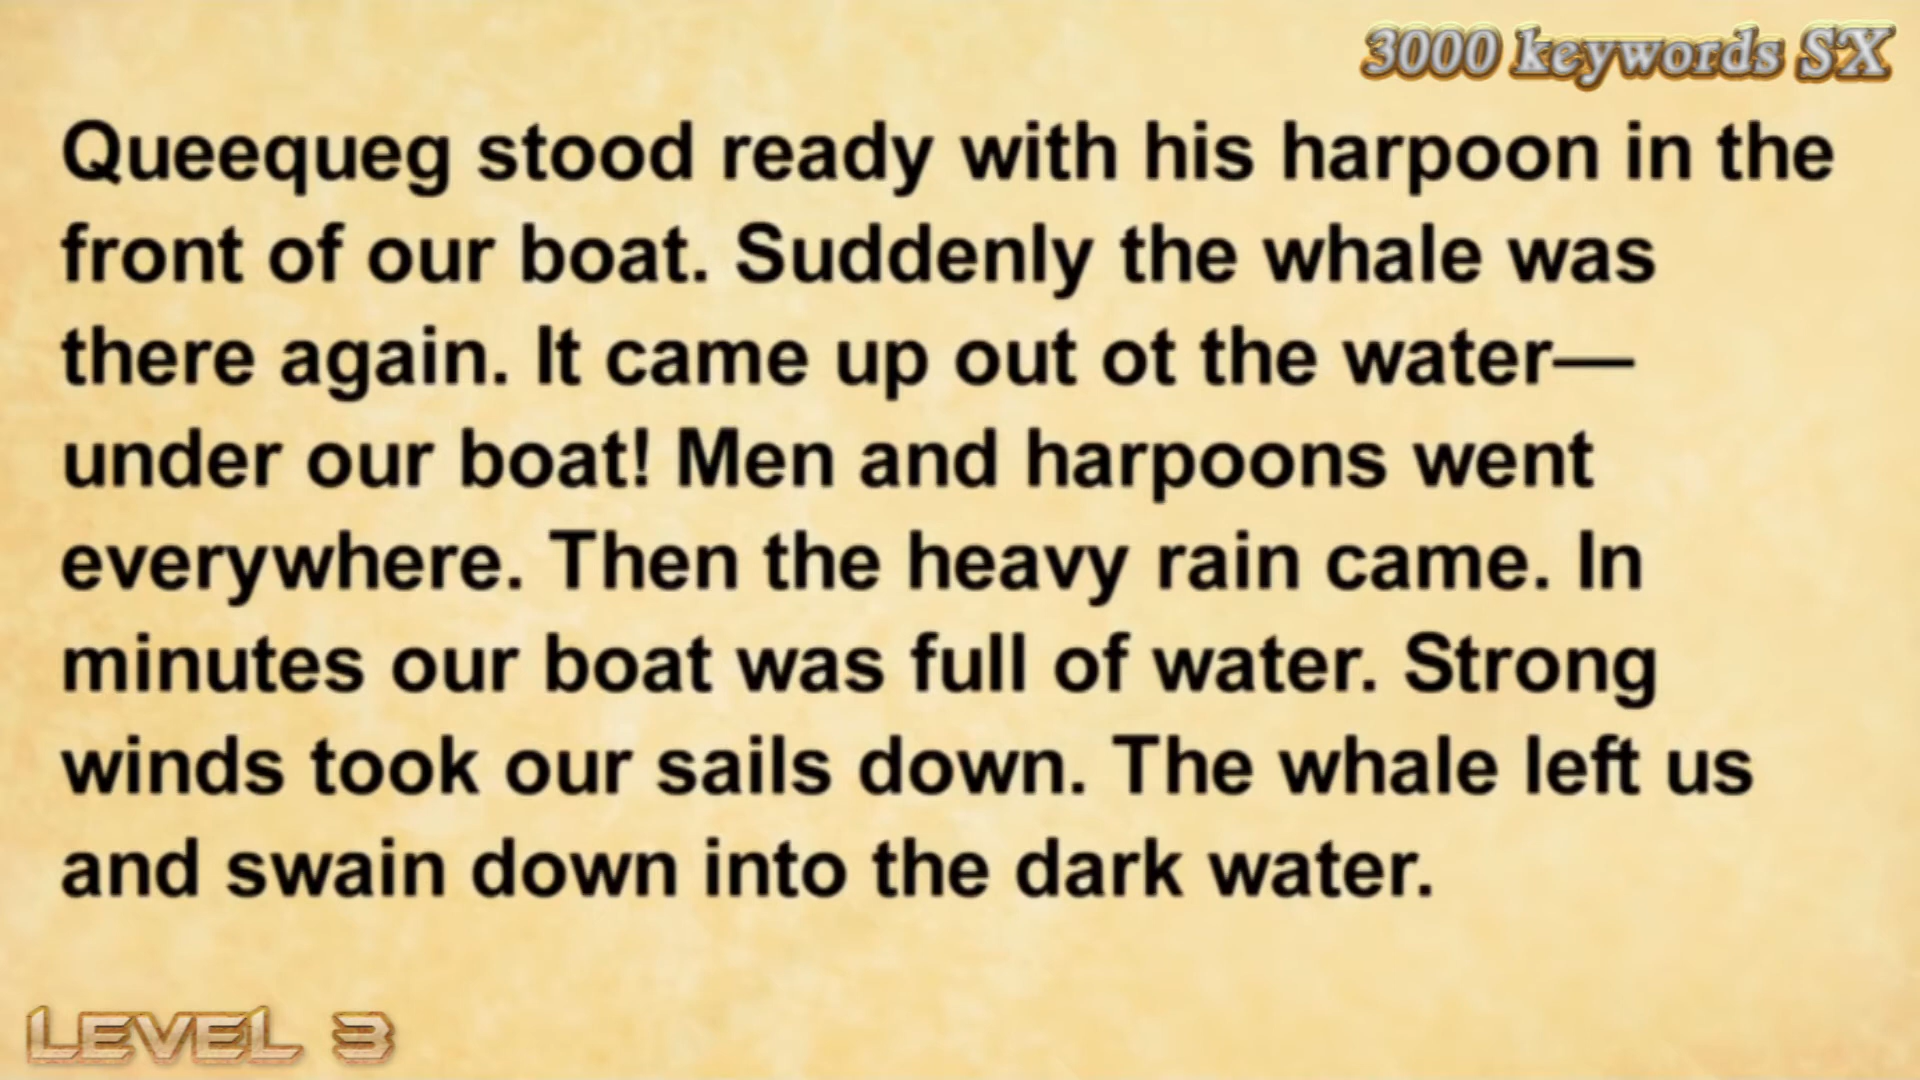 3000 keywords SX
Queequeg stood ready with his harpoon in the
front of our boat. Suddenly the whale was
there again. It came up out ot the water—
under our boat! Men and harpoons went
everywhere. Then the heavy rain came. In
minutes our boat was full of water. Strong
winds took our sails down. The whale left us
and swain down into the dark water.
LEVEL 3